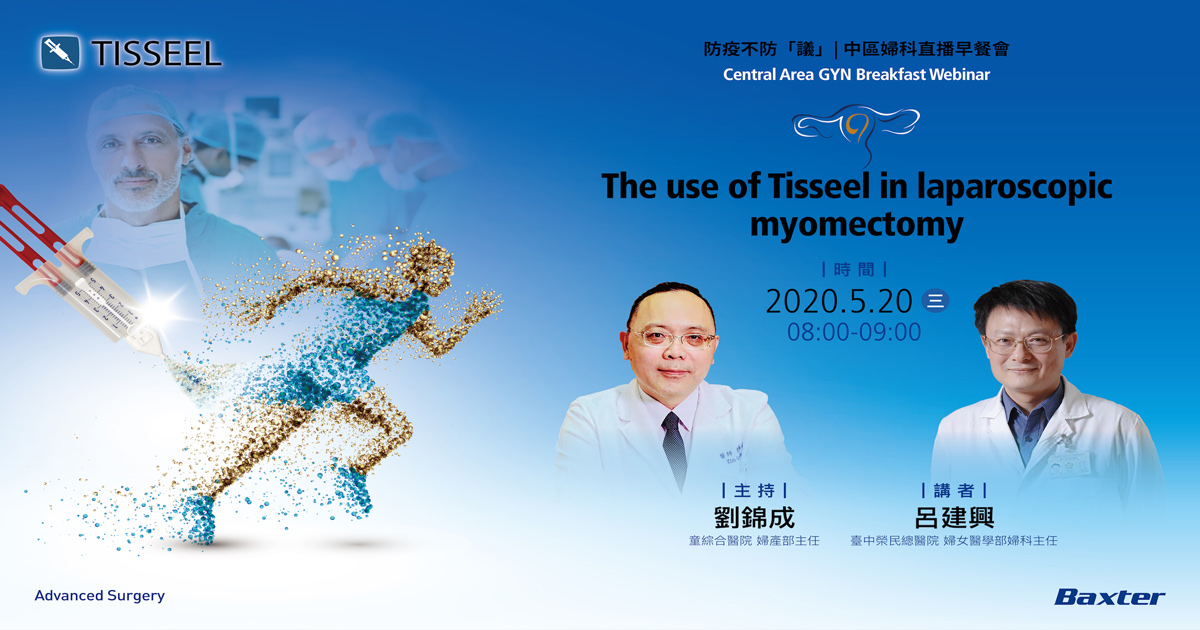 TISSEEL
防疫不防「議」| 中區婦科直播早餐會
Central Area GYN Breakfast Webinar
The use of Tisseel in laparoscopic
myomectomy
| 時間 |
2020.5.20 三
08:00-09:00
| 主持 |
劉錦成
童綜合醫院 婦產部主任
| 講者 |
呂建興
臺中榮民總醫院 婦女醫學部婦科主任
Advanced Surgery
Baxter